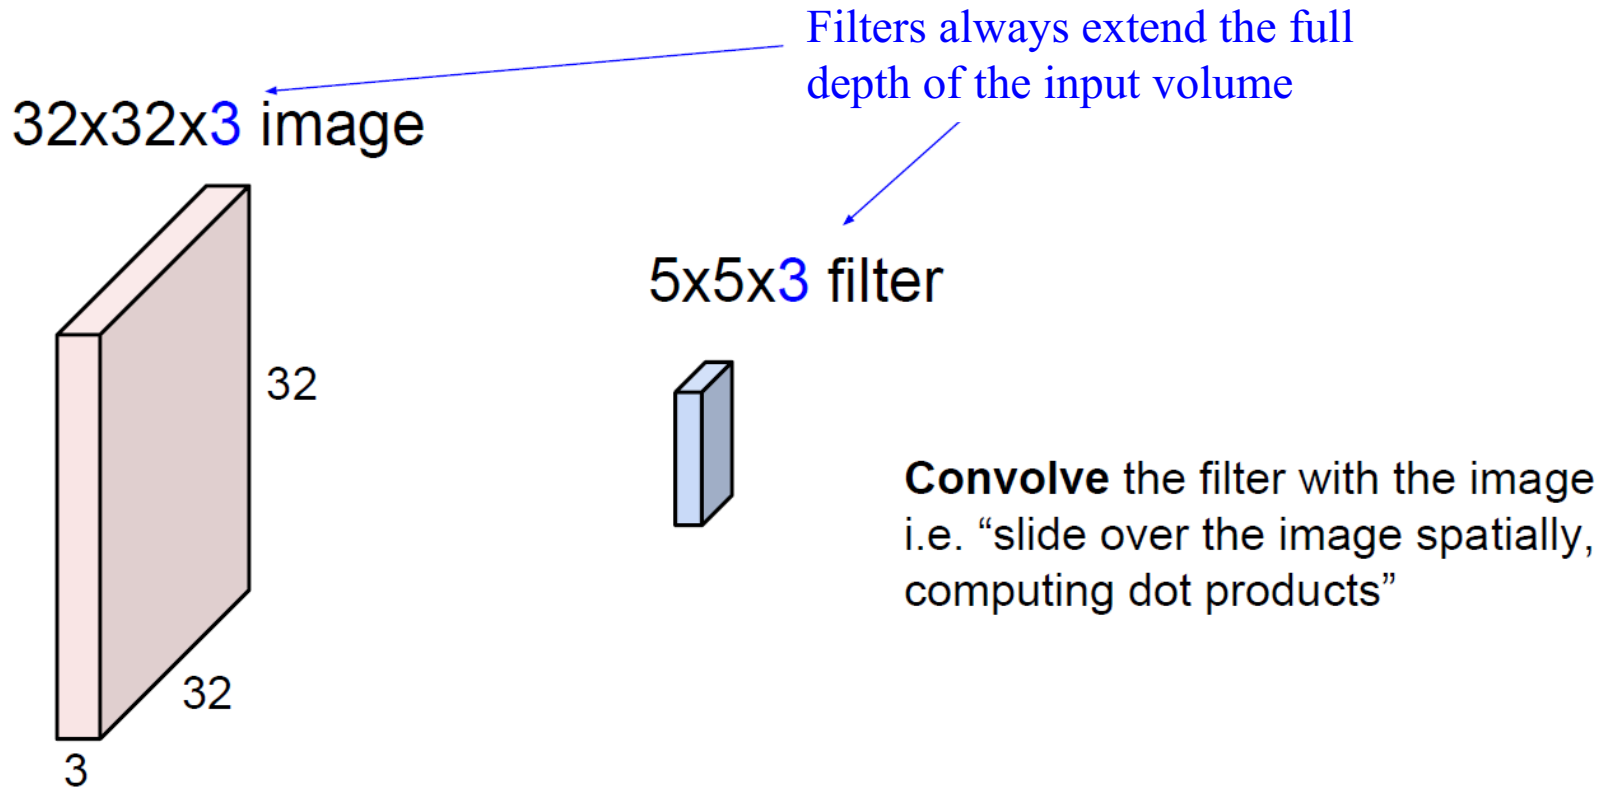 Filters always extend the full
depth of the input volume
32x32x3 image
5x5x3 filter
32
32
3
Convolve the filter with the image
i.e. “slide over the image spatially,
computing dot products”